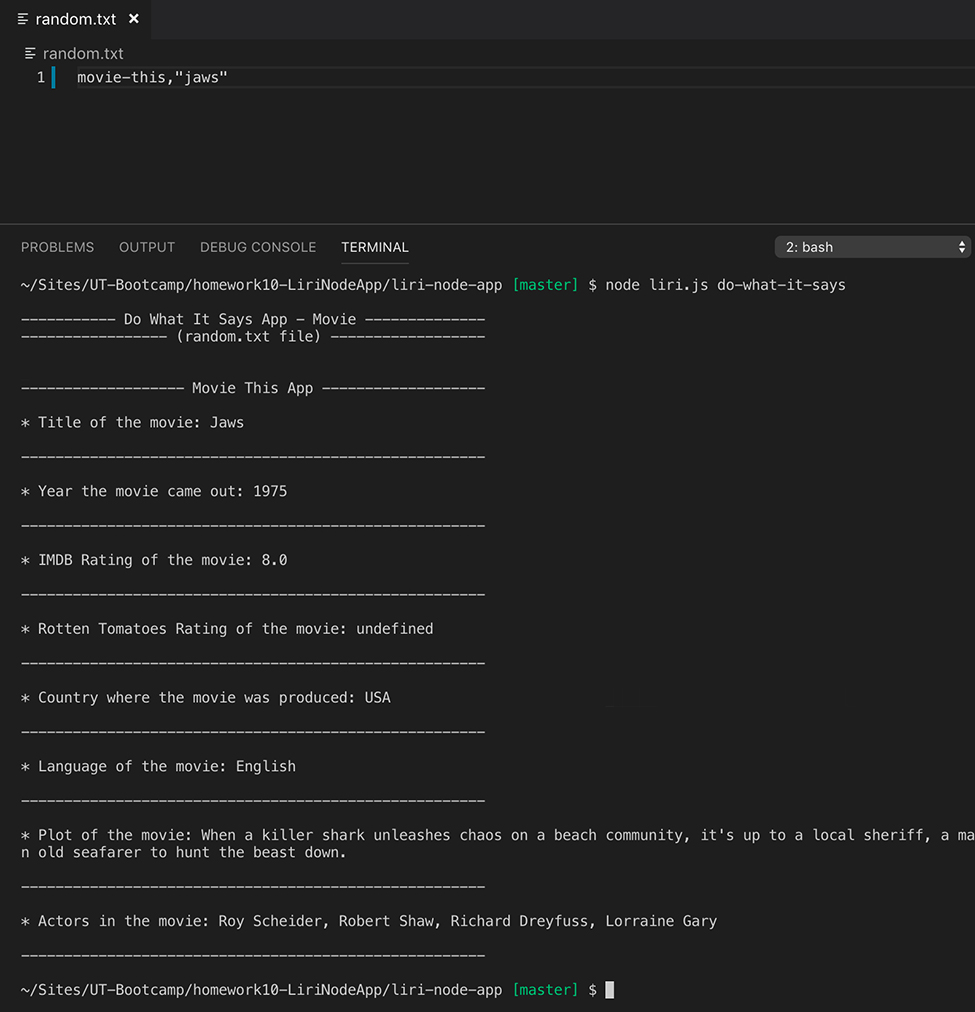 random.txt ×
random.txt
1 movie-this,"jaws"
PROBLEMS OUTPUT DEBUG CONSOLE TERMINAL 2: bash
~/Sites/UT-Bootcamp/homework10-LiriNodeApp/liri-node-app [master] $ node liri.js do-what-it-says
----------- Do What It Says App - Movie --------------
----------------- (random.txt file) ------------------
------------------- Movie This App -------------------
* Title of the movie: Jaws
------------------------------------------------------
* Year the movie came out: 1975
------------------------------------------------------
* IMDB Rating of the movie: 8.0
------------------------------------------------------
* Rotten Tomatoes Rating of the movie: undefined
------------------------------------------------------
* Country where the movie was produced: USA
------------------------------------------------------
* Language of the movie: English
------------------------------------------------------
* Plot of the movie: When a killer shark unleashes chaos on a beach community, it's up to a local sheriff, a ma
n old seafarer to hunt the beast down.
------------------------------------------------------
* Actors in the movie: Roy Scheider, Robert Shaw, Richard Dreyfuss, Lorraine Gary
------------------------------------------------------
~/Sites/UT-Bootcamp/homework10-LiriNodeApp/liri-node-app [master] $